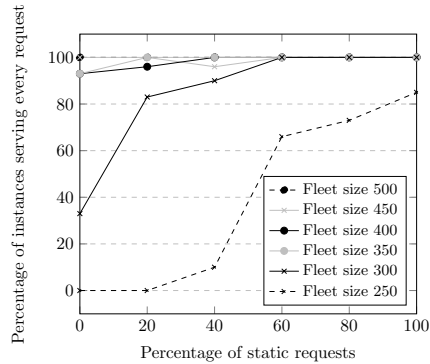 Percentage of instances serving every request
100
80
60
40
20
0
0 20 40 60 80 100
Percentage of static requests
Fleet size 500
Fleet size 450
Fleet size 400
Fleet size 350
Fleet size 300
Fleet size 250